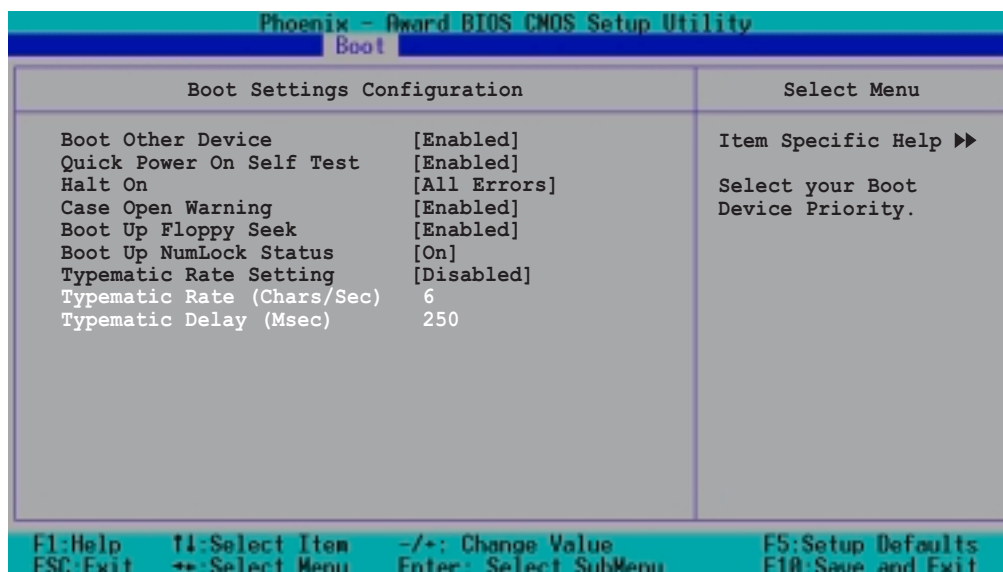 Phoenix - Award BIOS CMOS Setup Utility
Boot
Boot Settings Configuration
Select Menu
Boot Other Device [Enabled]
Quick Power On Self Test [Enabled]
Halt On [All Errors]
Case Open Warning [Enabled]
Boot Up Floppy Seek [Enabled]
Boot Up NumLock Status [On]
Typematic Rate Setting [Disabled]
Typematic Rate (Chars/Sec) 6
Typematic Delay (Msec) 250
Item Specific Help ▶▶
Select your Boot
Device Priority.
F1:Help ↑↓:Select Item -/+: Change Value F5:Setup Defaults
ESC:Exit ←→:Select Menu Enter: Select SubMenu F10:Save and Exit